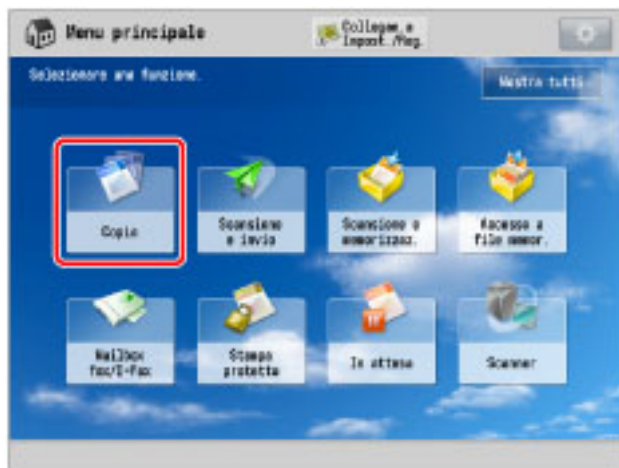 Menu principale
Collegam. a
Impost./Reg.
Selezionare una funzione.
Mostra tutti
Copia
Scansione
e invio
Scansione e
memorizzaz.
Accesso a
file memor.
Mailbox
fax/I-Fax
Stampa
protetta
In attesa
Scanner